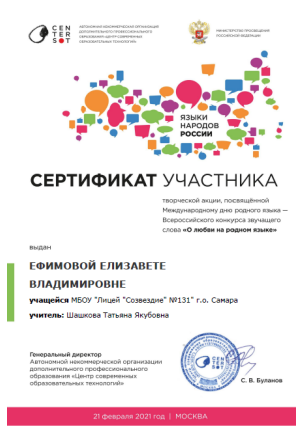 CEN
TER
SOT
АВТОНОМНАЯ НЕКОММЕРЧЕСКАЯ ОРГАНИЗАЦИЯ
ДОПОЛНИТЕЛЬНОГО ПРОФЕССИОНАЛЬНОГО
ОБРАЗОВАНИЯ «ЦЕНТР СОВРЕМЕННЫХ
ОБРАЗОВАТЕЛЬНЫХ ТЕХНОЛОГИЙ»
МИНИСТЕРСТВО ПРОСВЕЩЕНИЯ
РОССИЙСКОЙ ФЕДЕРАЦИИ
ЯЗЫКИ
НАРОДОВ
РОССИИ
СЕРТИФИКАТ УЧАСТНИКА
творческой акции, посвящённой
Международному дню родного языка —
Всероссийского конкурса звучащего
слова «О любви на родном языке»
выдан
ЕФИМОВОЙ ЕЛИЗАВЕТЕ
ВЛАДИМИРОВНЕ
учащейся МБОУ "Лицей "Созвездие" №131" г.о. Самара
учитель: Шашкова Татьяна Якубовна
Генеральный директор
Автономной некоммерческой организации
дополнительного профессионального
образования «Центр современных
образовательных технологий»
С. В. Буланов
21 февраля 2021 год | МОСКВА